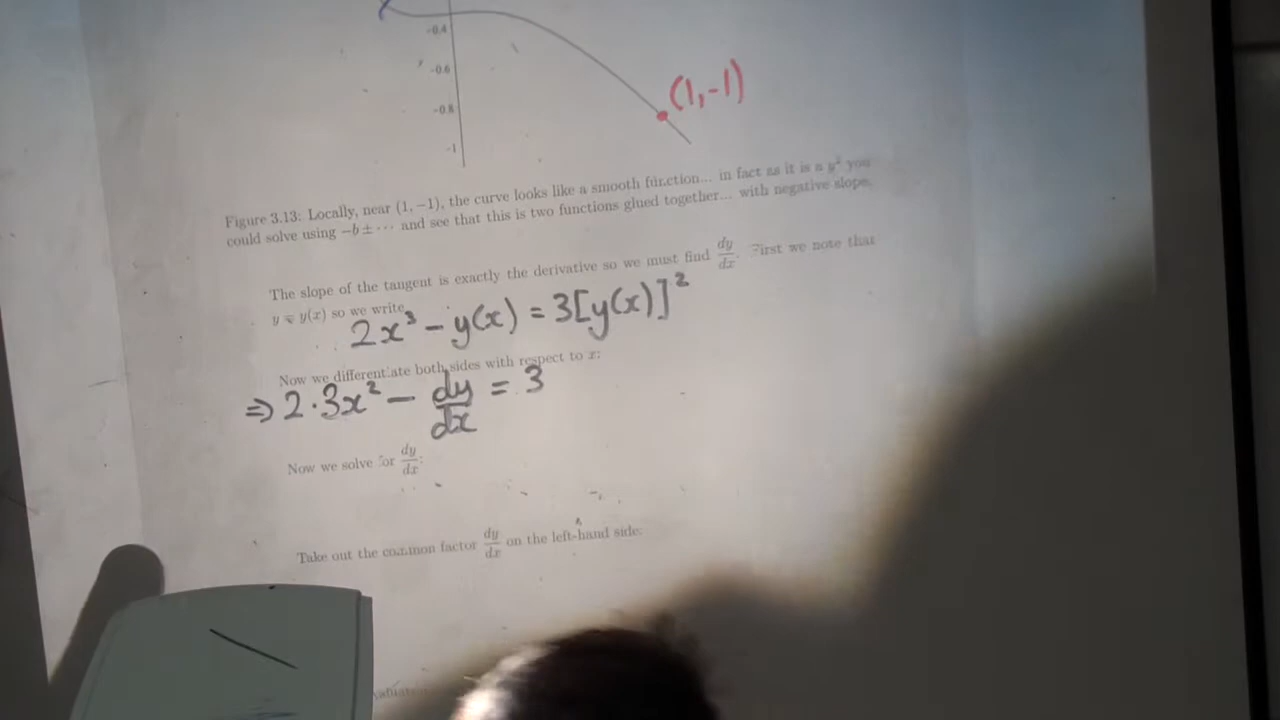 -0.4
y
-0.6
-0.8
-1
(1,-1)
Figure 3.13: Locally, near (1, −1), the curve looks like a smooth function... in fact as it is a y² you
could solve using −b ± ⋯ and see that this is two functions glued together... with negative slope.
The slope of the tangent is exactly the derivative so we must find dy/dx. First we note that
y = y(x) so we write
2x³ − y(x) = 3[y(x)]²
Now we differentiate both sides with respect to x:
⇒ 2·3x² − dy/dx = 3
Now we solve for dy/dx:
Take out the common factor dy/dx on the left-hand side: